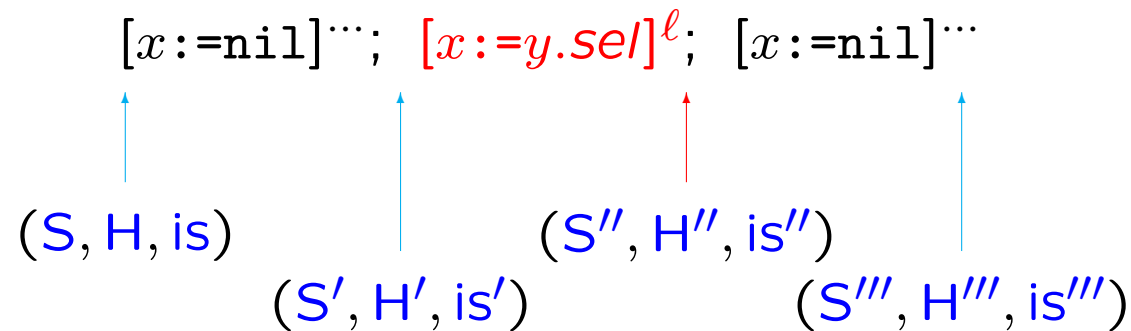 [x:=nil]^⋯; [x:=y.sel]^ℓ; [x:=nil]^⋯
(S, H, is) (S″, H″, is″)
(S′, H′, is′) (S‴, H‴, is‴)